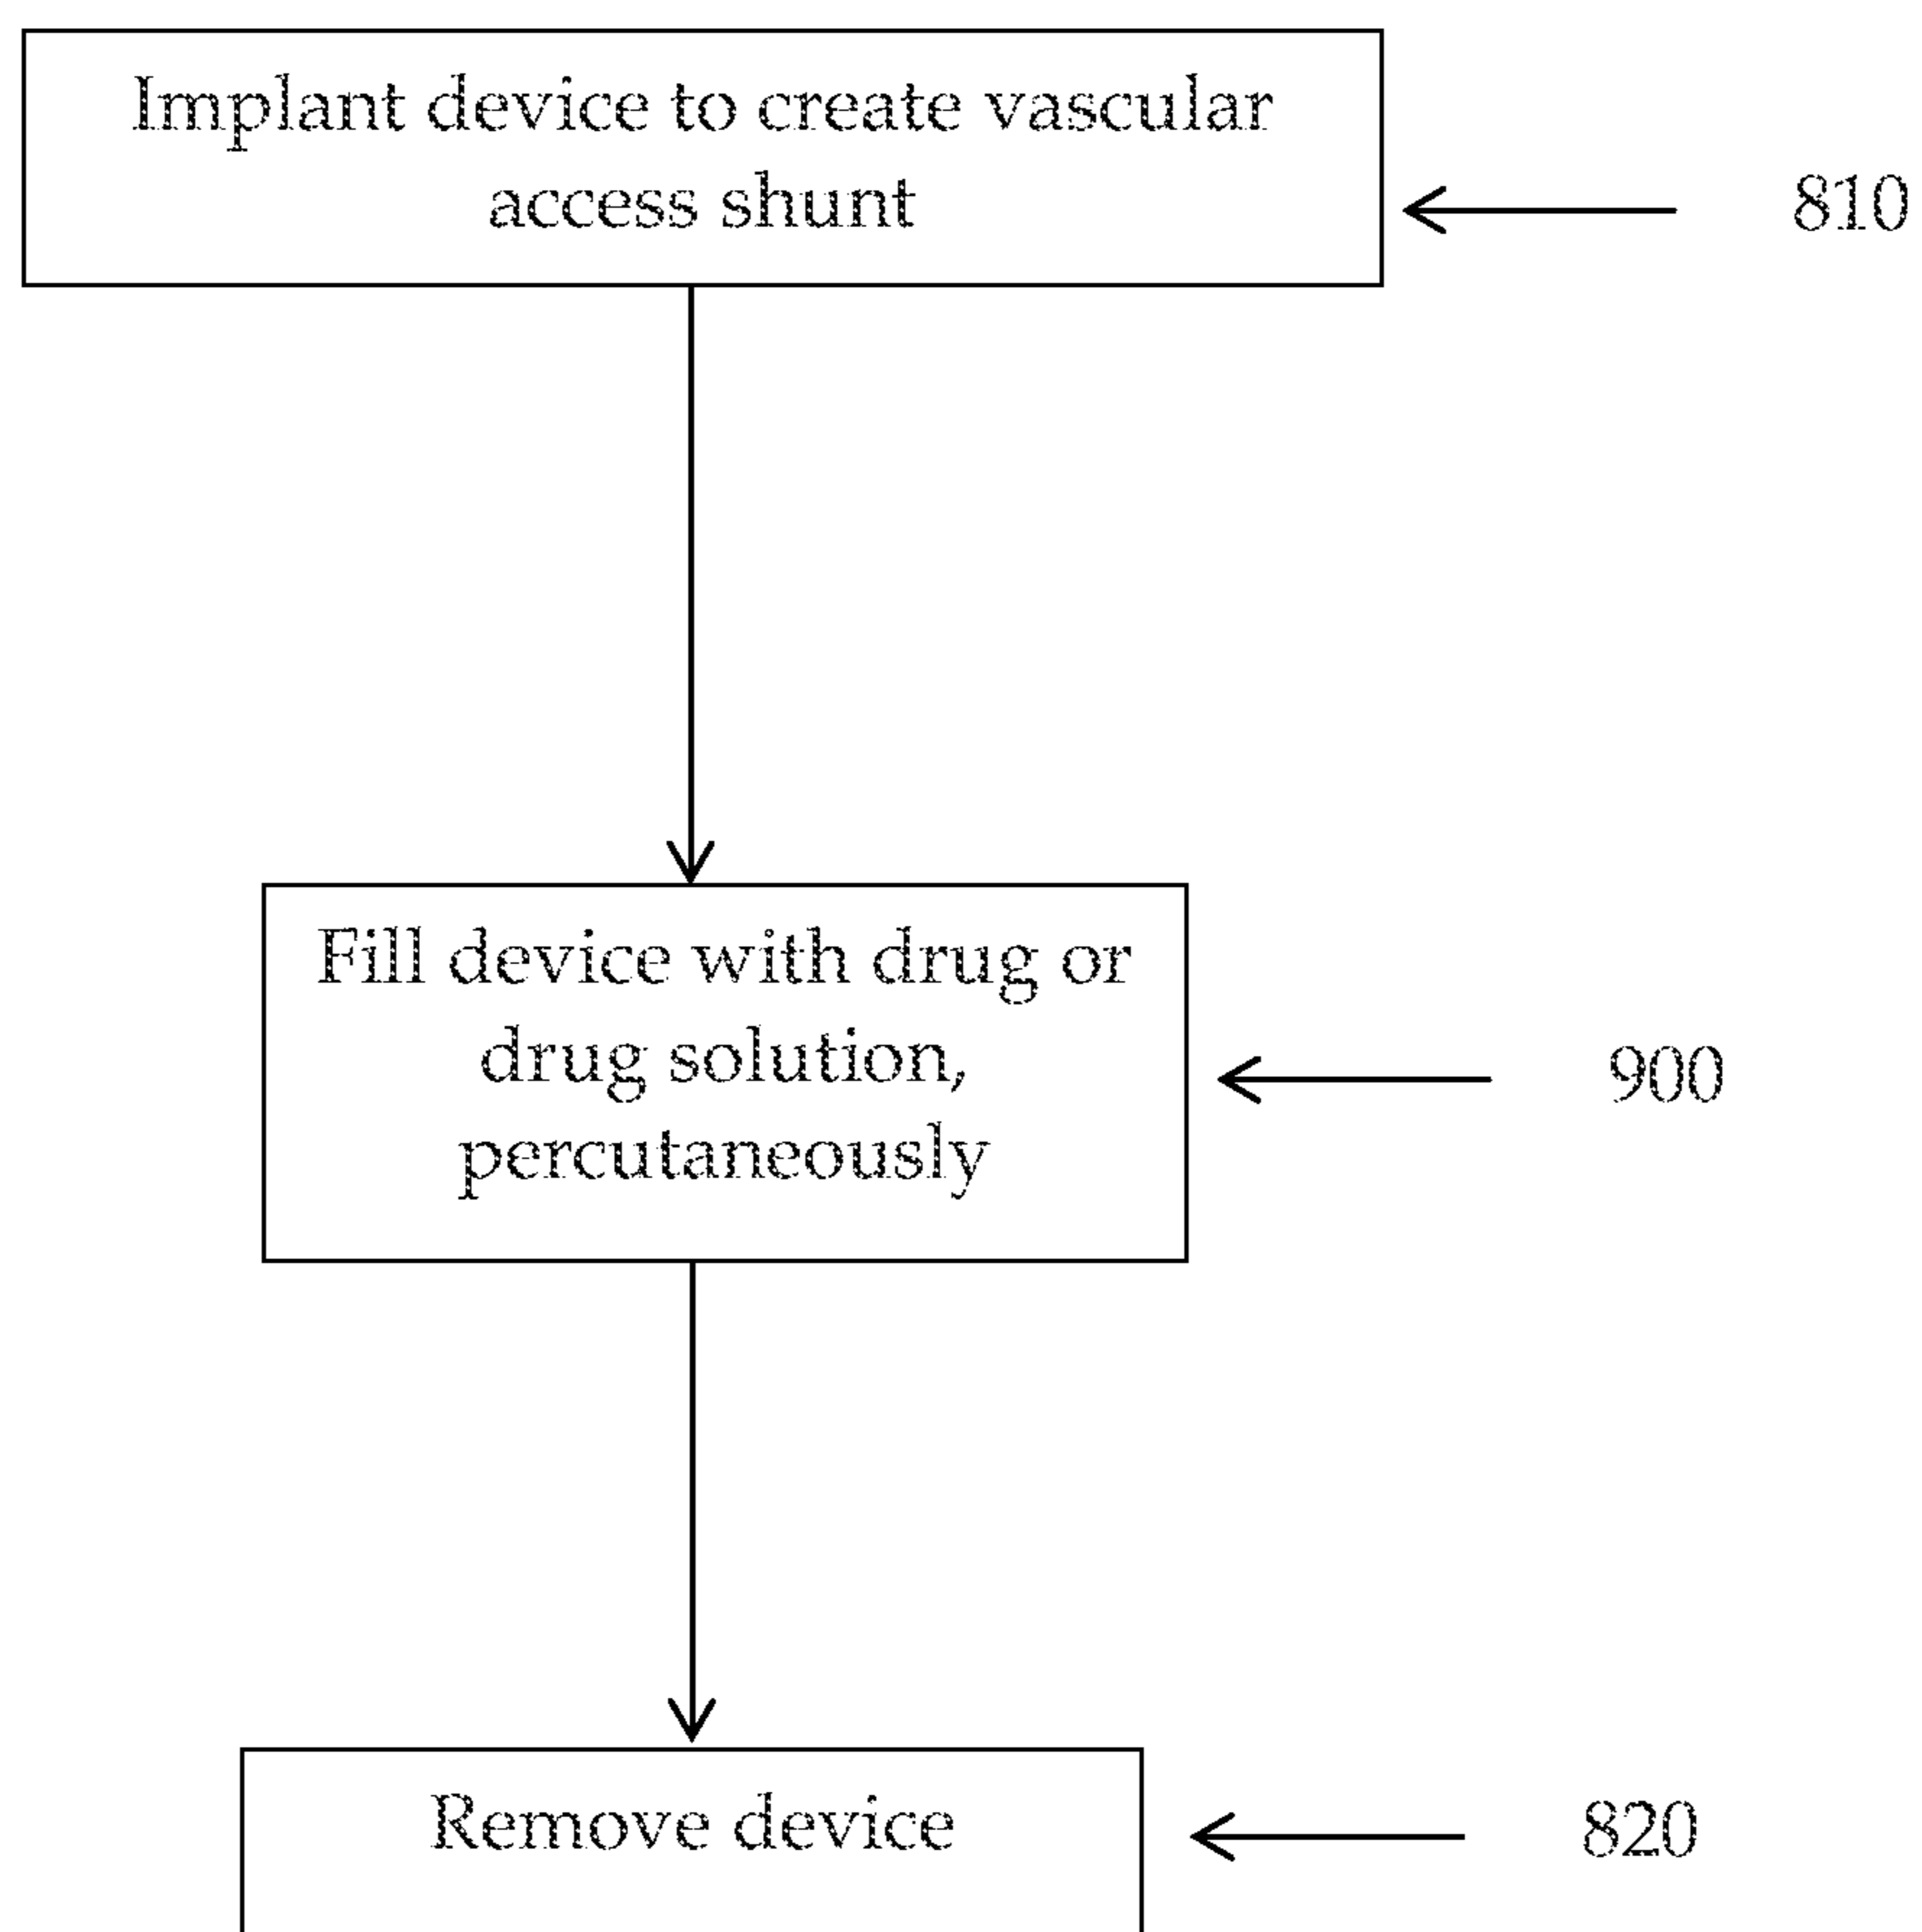 Implant device to create vascular
access shunt
810
Fill device with drug or
drug solution,
percutaneously
900
Remove device
820